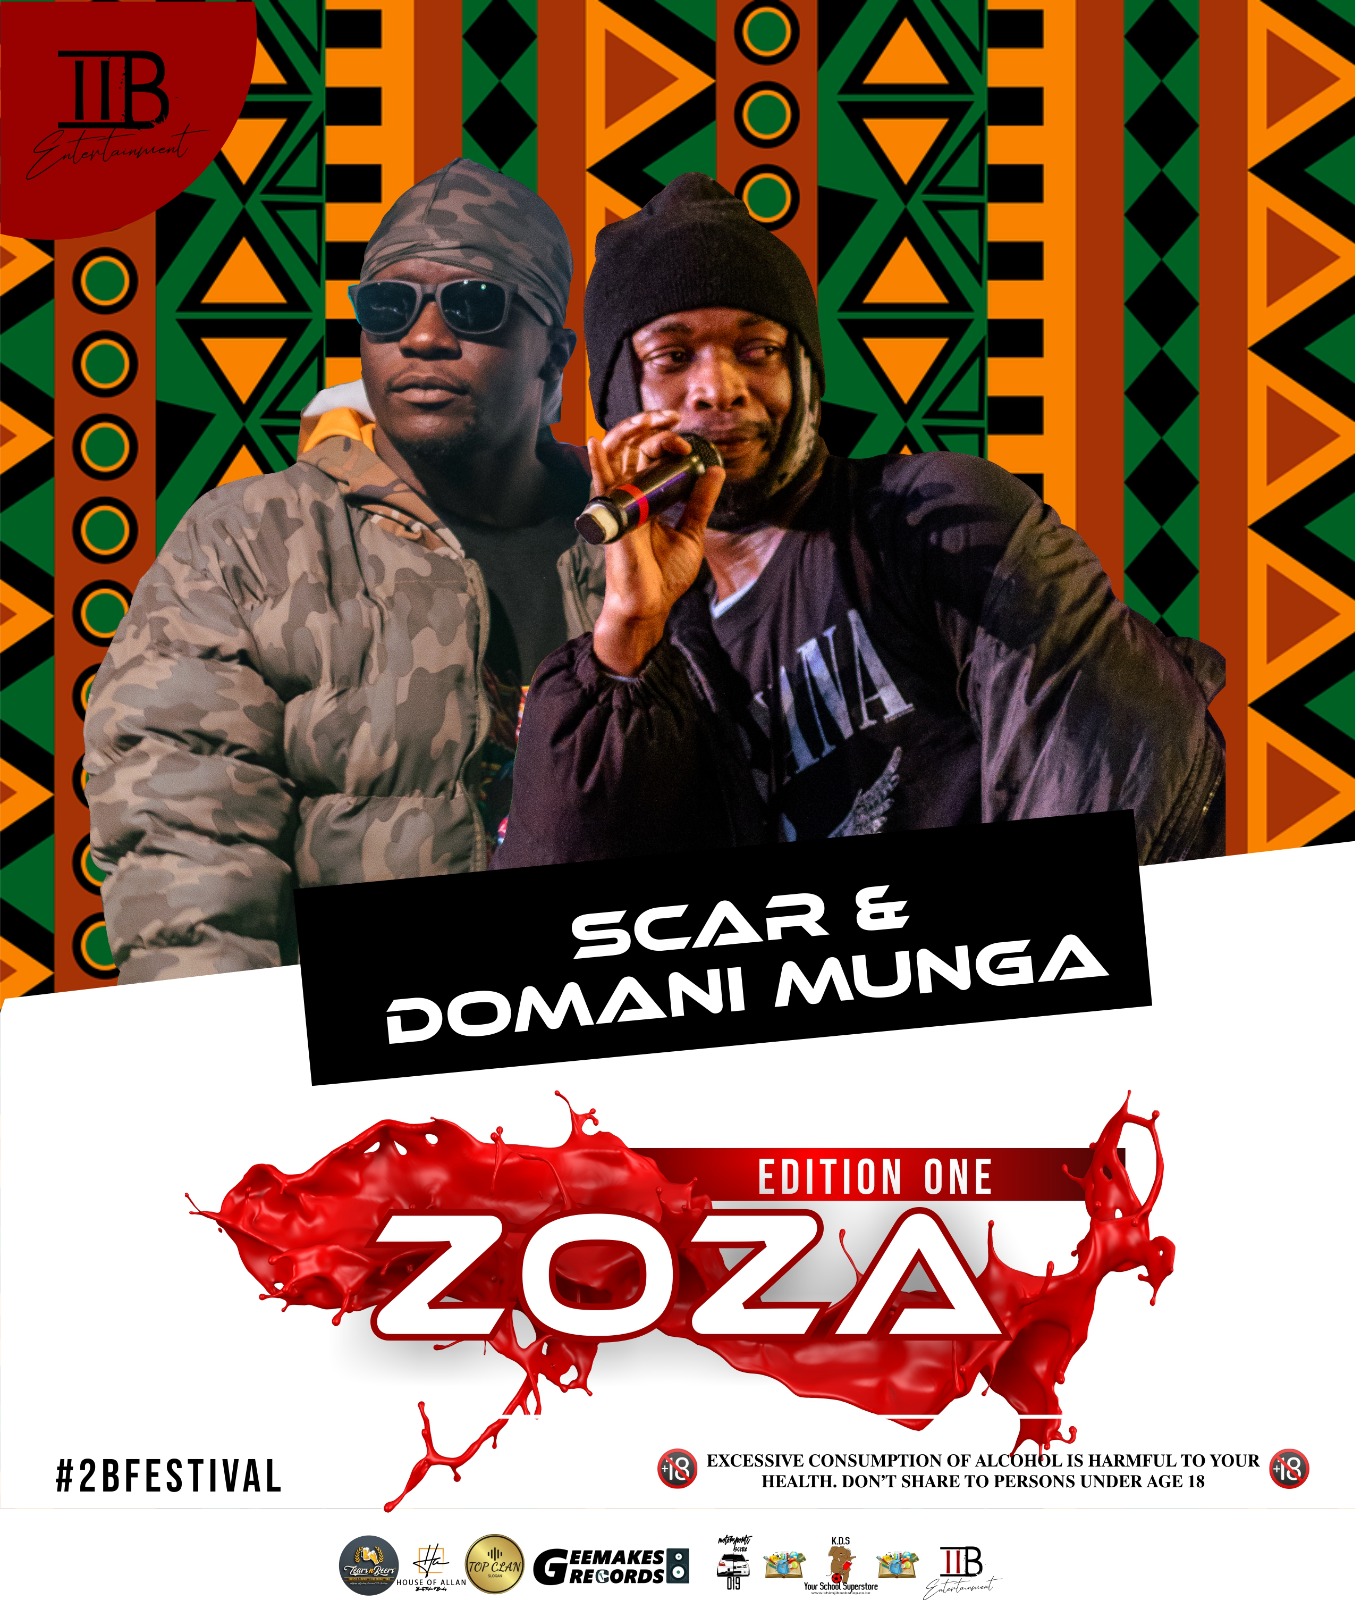 IIB
Entertainment
ANA
SCAR &
DOMANI MUNGA
EDITION ONE
ZOZA
#2BFESTIVAL
+18
EXCESSIVE CONSUMPTION OF ALCOHOL IS HARMFUL TO YOUR
HEALTH. DON'T SHARE TO PERSONS UNDER AGE 18
+18
HOUSE OF ALLAN
TOP CLAN
GEEMAKES
RECORDS
019
K.D.S
Your School Superstore
IIB
Entertainment